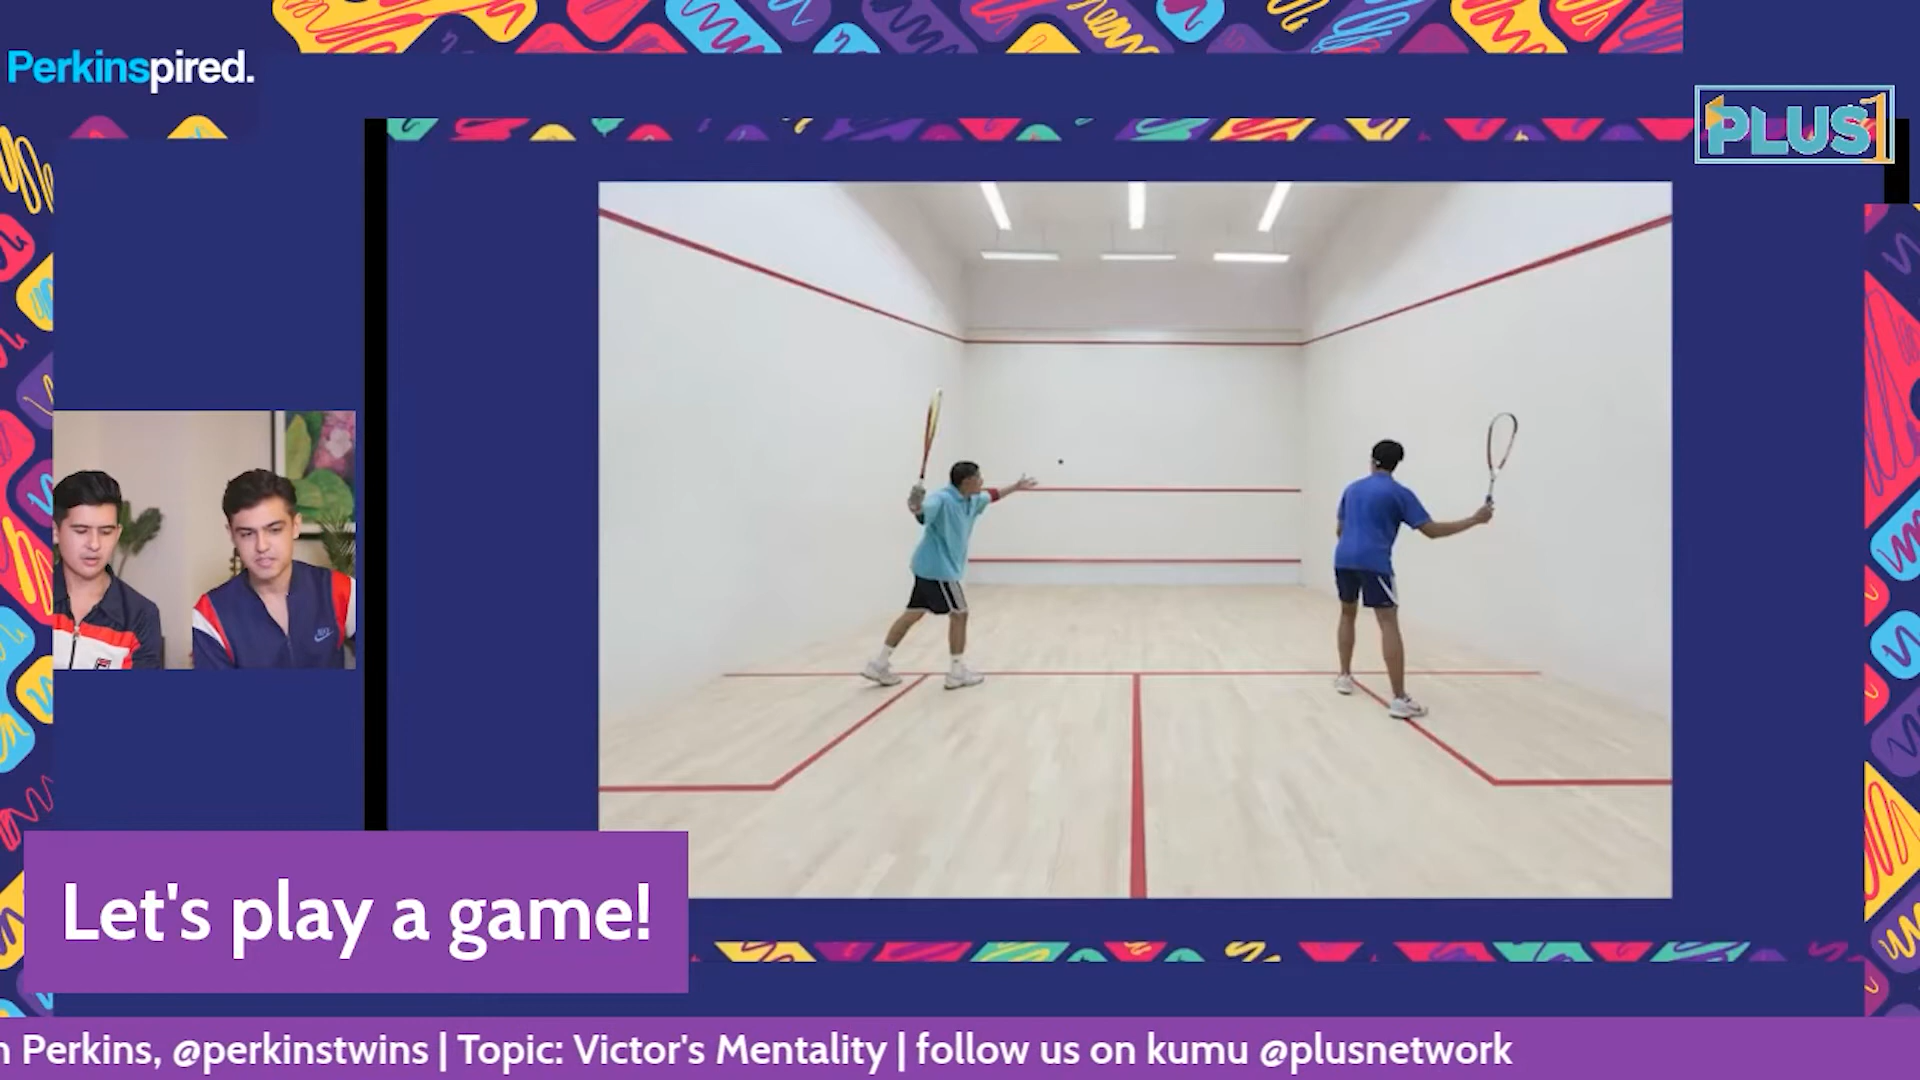 Perkinspired.
PLUS1
Let's play a game!
Perkins, @perkinstwins | Topic: Victor's Mentality | follow us on kumu @plusnetwork